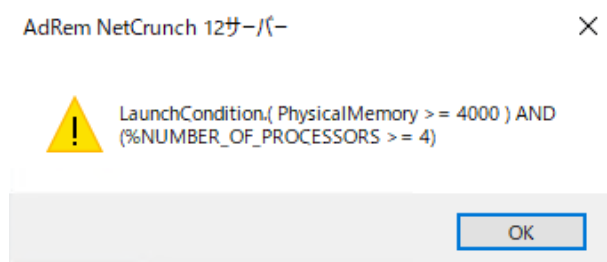 AdRem NetCrunch 12サーバー
LaunchCondition.( PhysicalMemory >= 4000 ) AND
(%NUMBER_OF_PROCESSORS >= 4)
OK